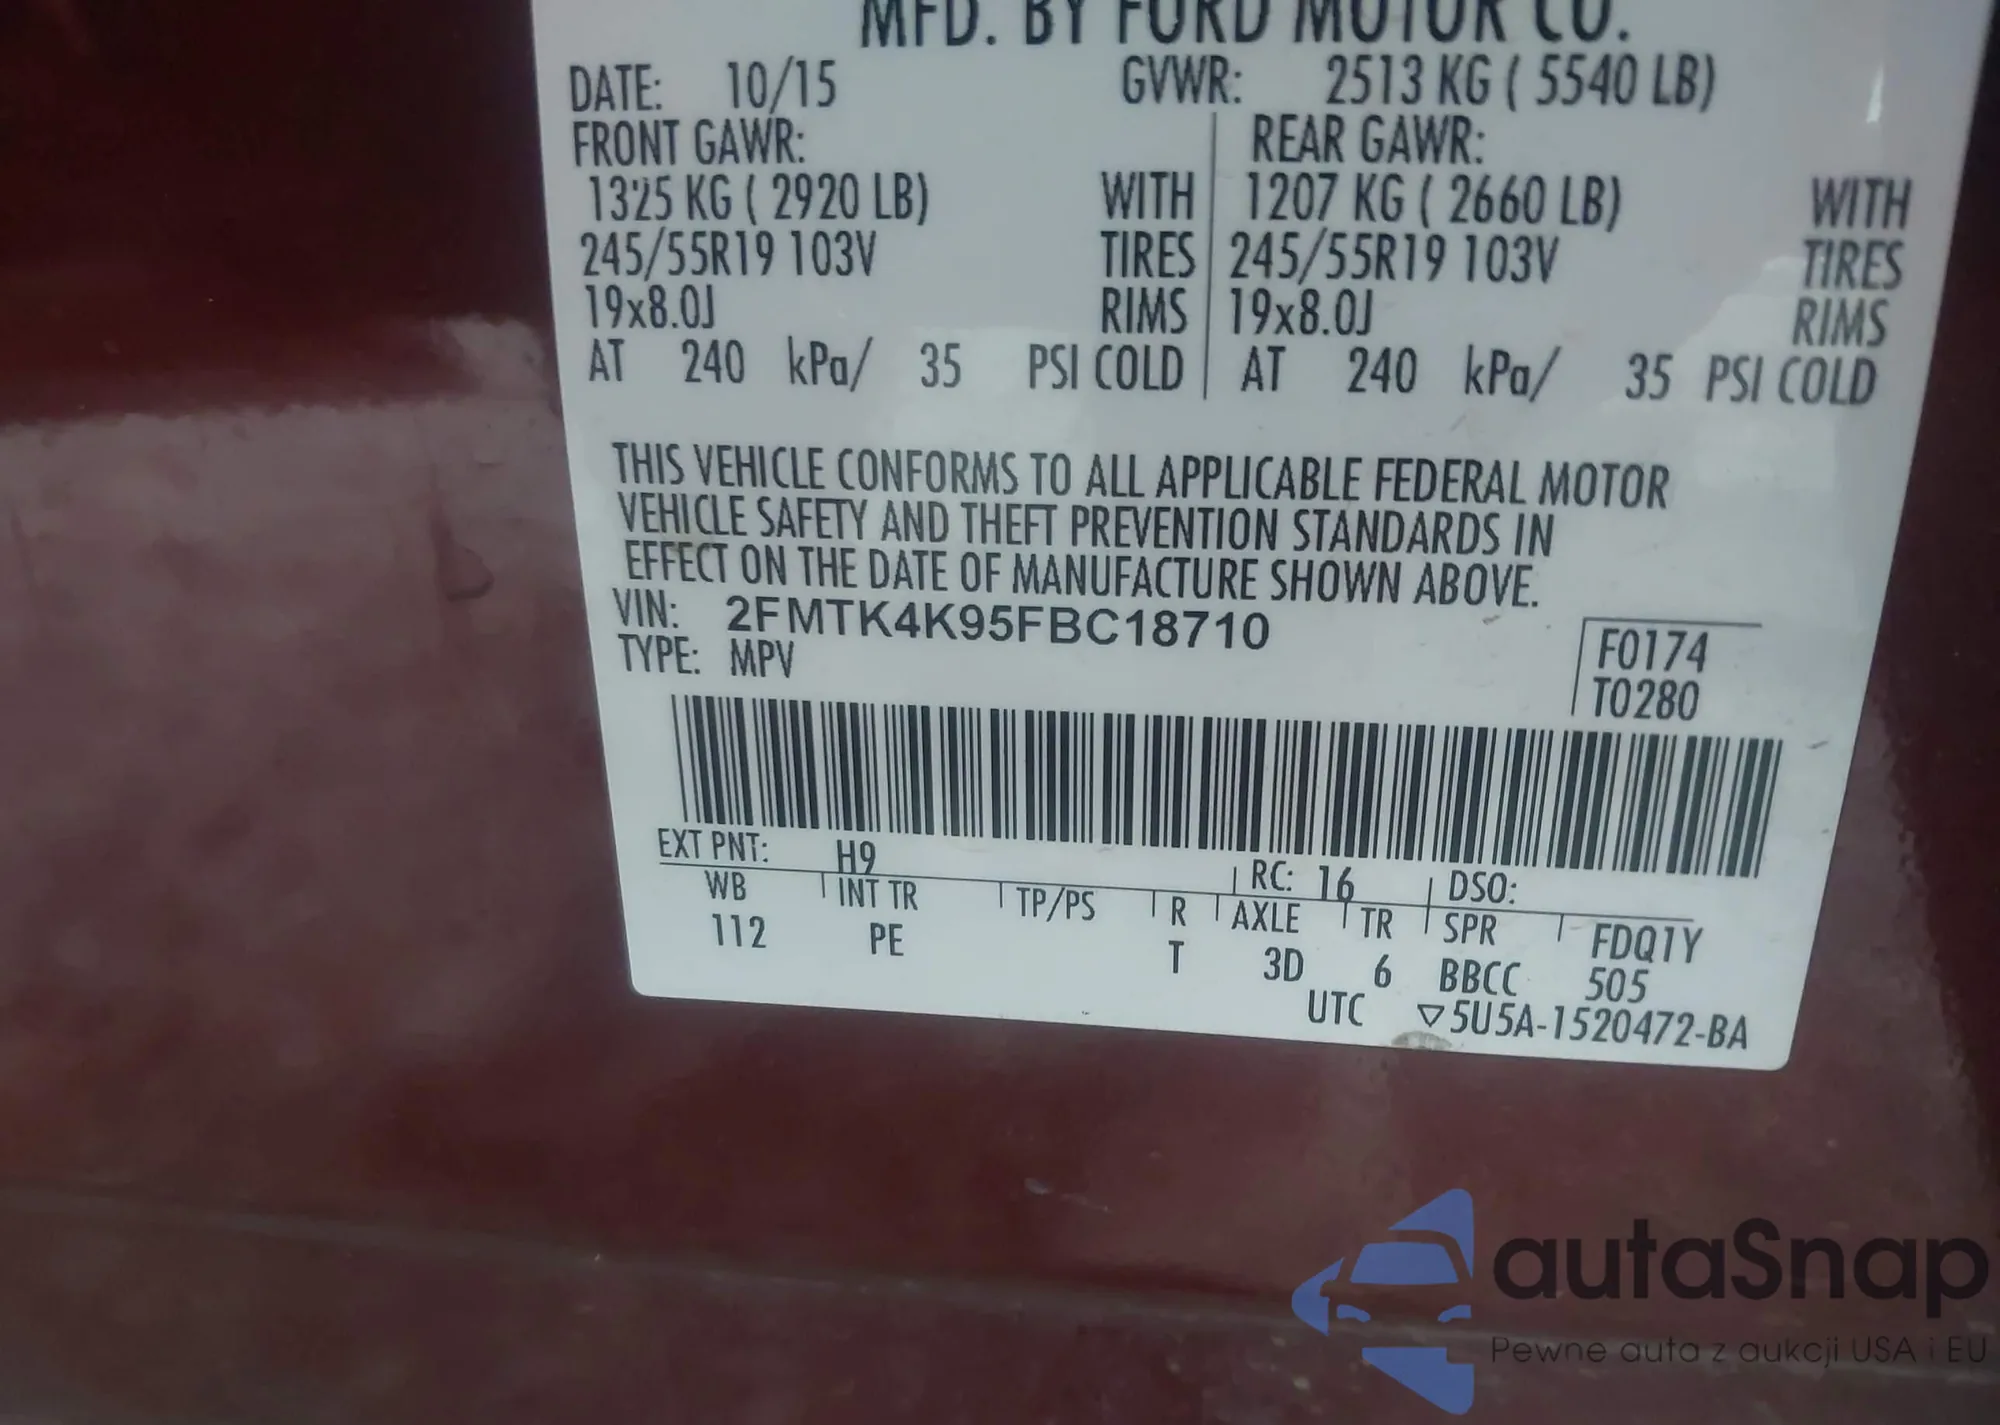 MFD. BY FORD MOTOR CO.
DATE: 10/15 GVWR: 2513 KG ( 5540 LB)
FRONT GAWR: REAR GAWR:
1325 KG ( 2920 LB) WITH 1207 KG ( 2660 LB) WITH
245/55R19 103V TIRES 245/55R19 103V TIRES
19x8.0J RIMS 19x8.0J RIMS
AT 240 kPa/ 35 PSI COLD AT 240 kPa/ 35 PSI COLD
THIS VEHICLE CONFORMS TO ALL APPLICABLE FEDERAL MOTOR
VEHICLE SAFETY AND THEFT PREVENTION STANDARDS IN
EFFECT ON THE DATE OF MANUFACTURE SHOWN ABOVE.
VIN: 2FMTK4K95FBC18710
TYPE: MPV
F0174
T0280
EXT PNT: H9 RC: 16 DSO:
WB INT TR TP/PS R AXLE TR SPR FDQ1Y
112 PE T 3D 6 BBCC 505
UTC ▽5U5A-1520472-BA
autaSnap
Pewne auta z aukcji USA i EU